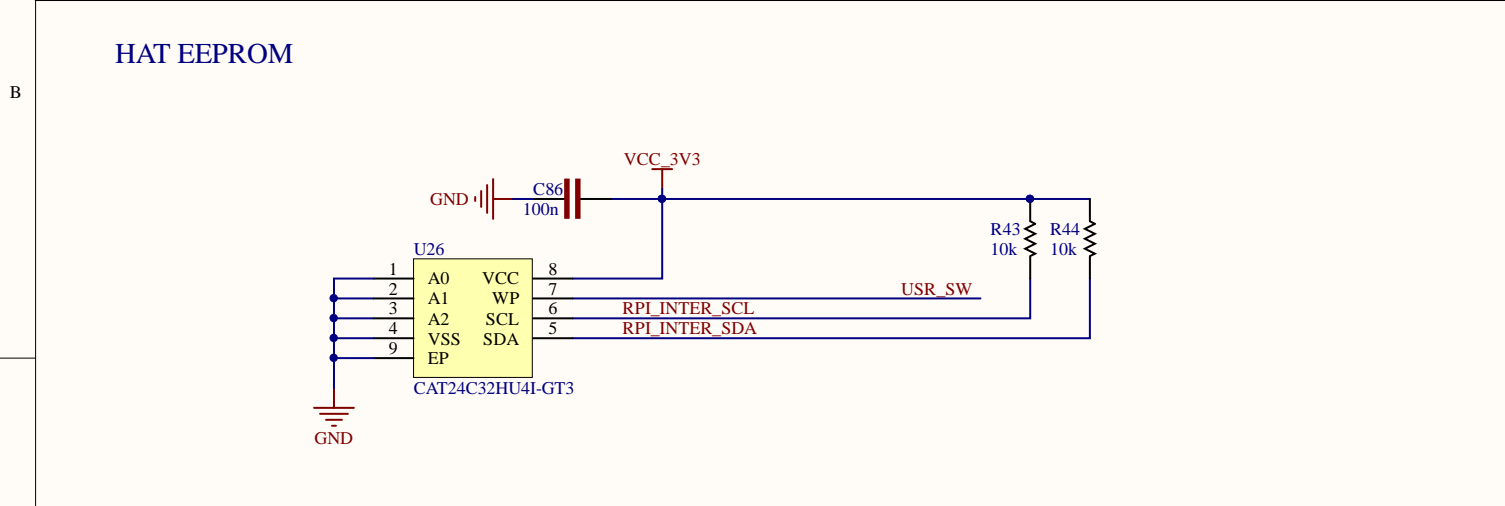 HAT EEPROM
B
VCC_3V3
GND
C86
100n
R43
10k
R44
10k
U26
1 A0 VCC 8
2 A1 WP 7 USR_SW
3 A2 SCL 6 RPI_INTER_SCL
4 VSS SDA 5 RPI_INTER_SDA
9 EP
CAT24C32HU4I-GT3
GND